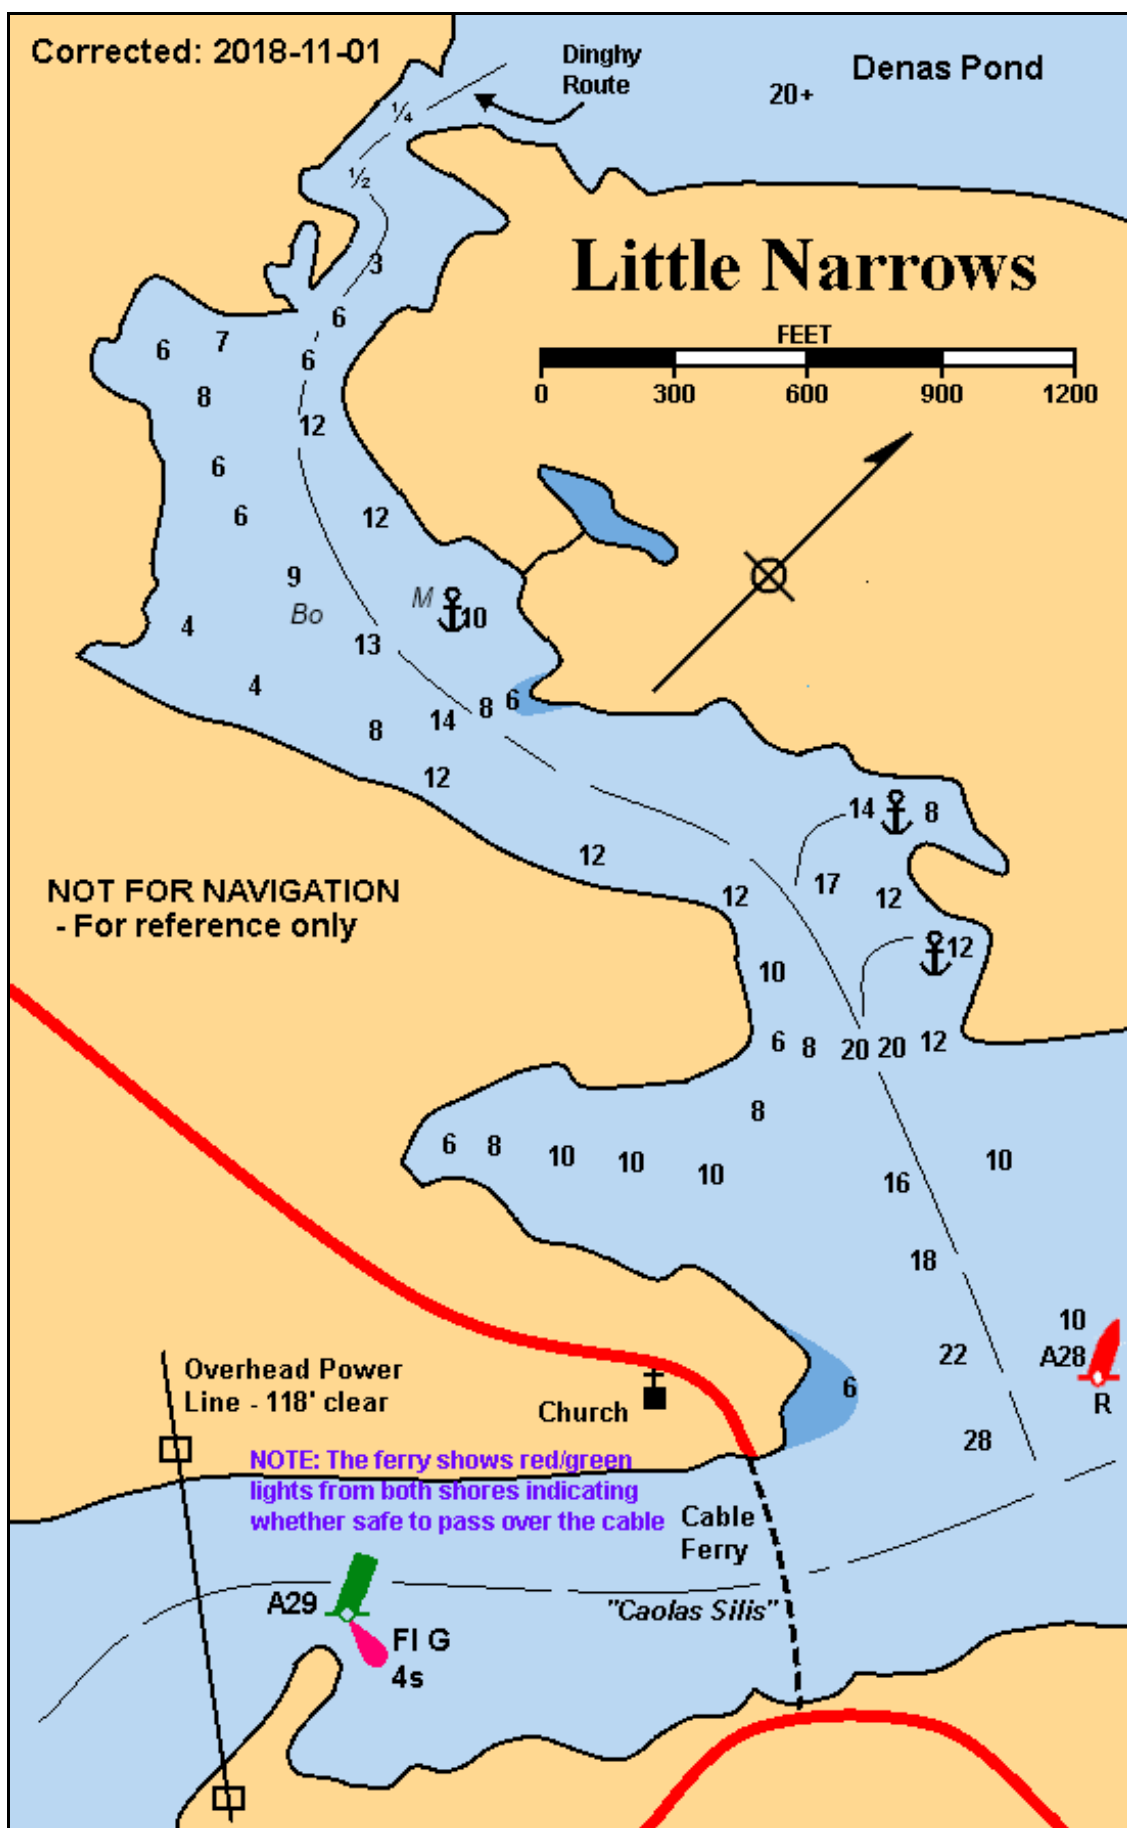 Corrected: 2018-11-01
Dinghy
Route
Denas Pond
20+
¼
½
Little Narrows
3
6
FEET
6 7 6
0 300 600 900 1200
8
12
6
6 12
9
Bo
M 10
4 13
4
14 8 6
8
12
14 8
12
17
12 12
NOT FOR NAVIGATION
- For reference only
12
10
6 8 20 20 12
8
6 8 10 10 10
16 10
18
10
22 A28
R
Overhead Power
Line - 118' clear
6
Church
28
NOTE: The ferry shows red/green
lights from both shores indicating
whether safe to pass over the cable
Cable
Ferry
A29
"Caolas Silis"
Fl G
4s